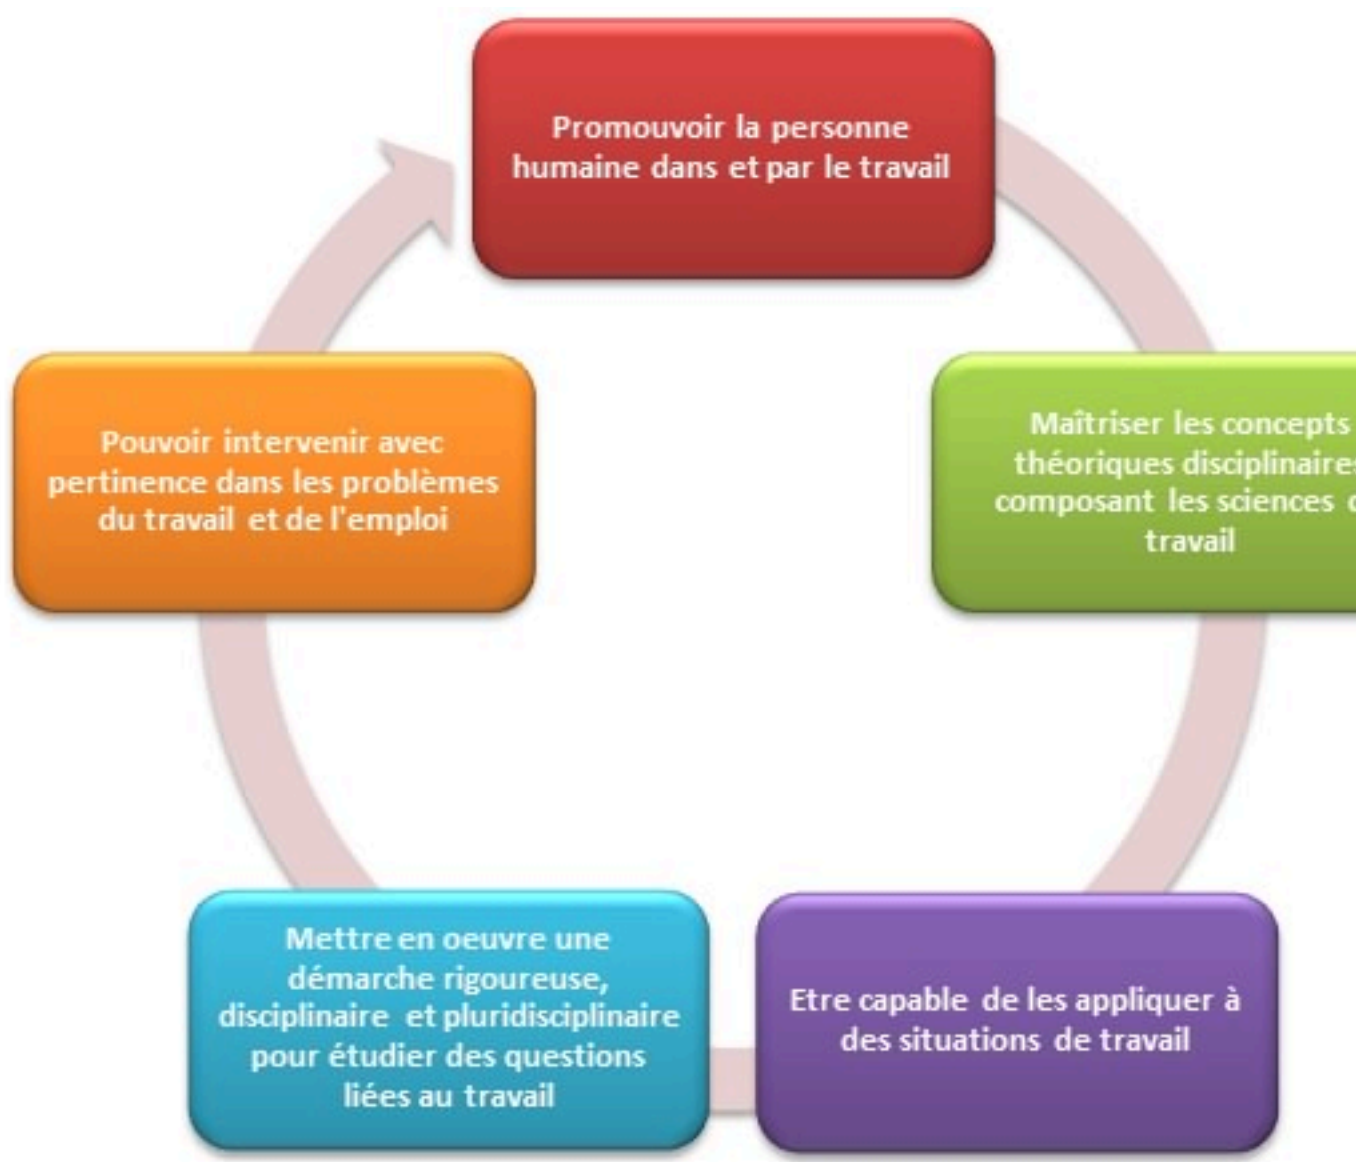 Promouvoir la personne
humaine dans et par le travail
Maîtriser les concepts
théoriques disciplinaires
composant les sciences
travail
Etre capable de les appliquer à
des situations de travail
Mettre en oeuvre une
démarche rigoureuse,
disciplinaire et pluridisciplinaire
pour étudier des questions
liées au travail
Pouvoir intervenir avec
pertinence dans les problèmes
du travail et de l'emploi